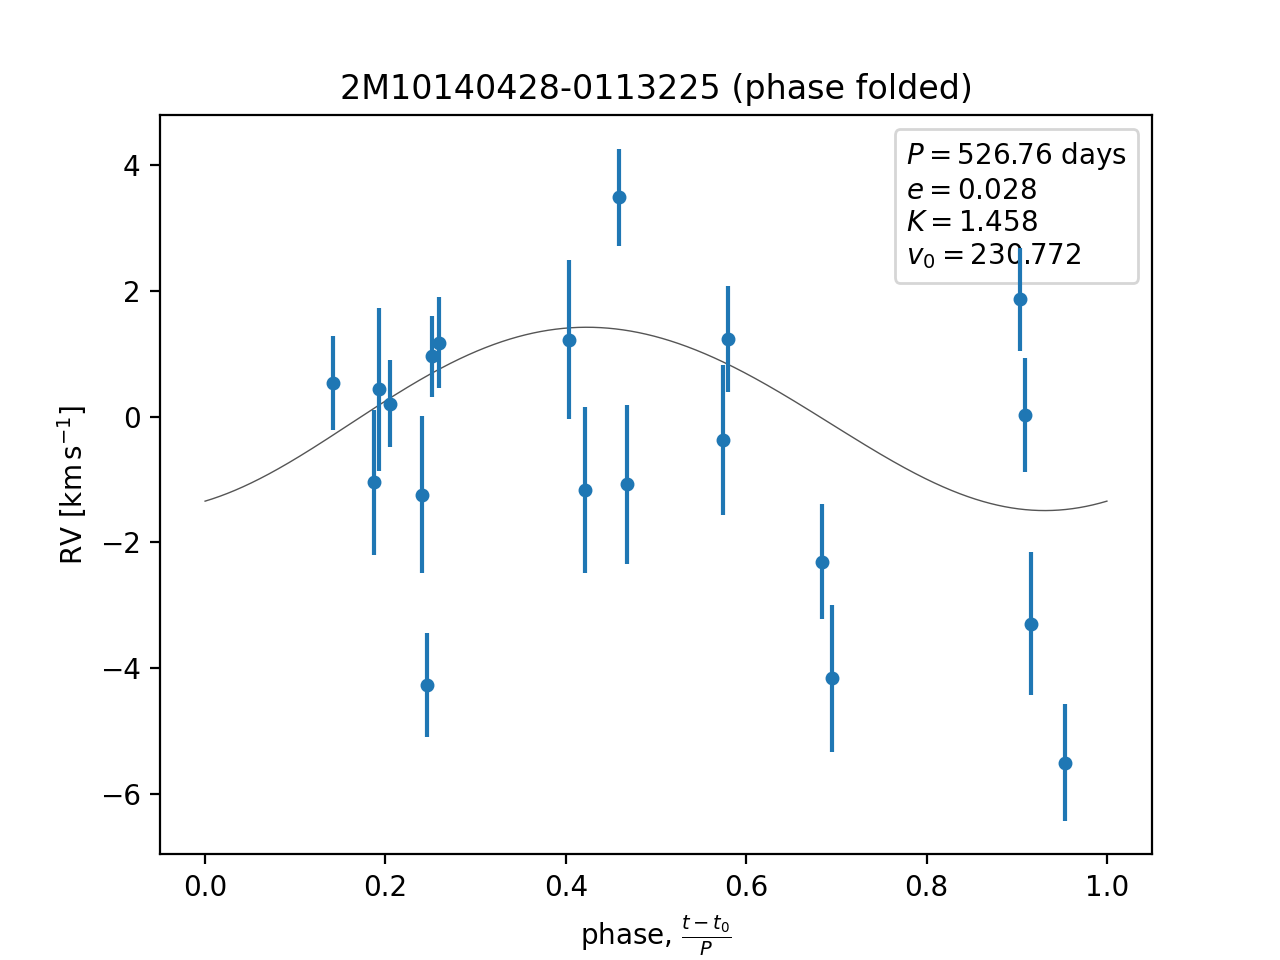 2M10140428-0113225 (phase folded)
P = 526.76 days
e = 0.028
K = 1.458
v₀ = 230.772
RV [km s⁻¹]
4
2
0
−2
−4
−6
0.0 0.2 0.4 0.6 0.8 1.0
phase, (t − t₀)/P